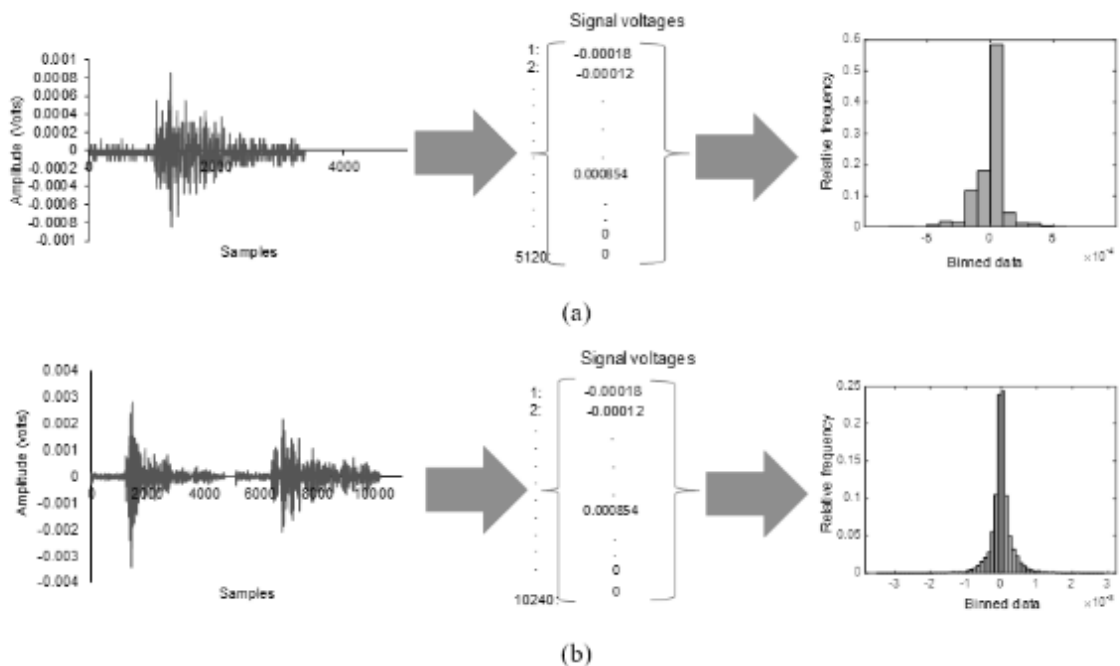 Signal voltages
Amplitude (Volts)
0.001
0.0008
0.0006
0.0004
0.0002
0
-0.0002
-0.0004
-0.0006
-0.0008
-0.001
0 2000 4000
Samples
1: -0.00018
2: -0.00012
0.000854
0
5120: 0
Relative frequency
0.6
0.5
0.4
0.3
0.2
0.1
0
-5 0 5
×10⁻⁴
Binned data
(a)
Signal voltages
Amplitude (volts)
0.004
0.003
0.002
0.001
0
-0.001
-0.002
-0.003
-0.004
0 2000 4000 6000 8000 10000
Samples
1: -0.00018
2: -0.00012
0.000854
0
10240: 0
Relative frequency
0.25
0.2
0.15
0.1
0.05
0
-3 -2 -1 0 1 2 3
Binned data
(b)